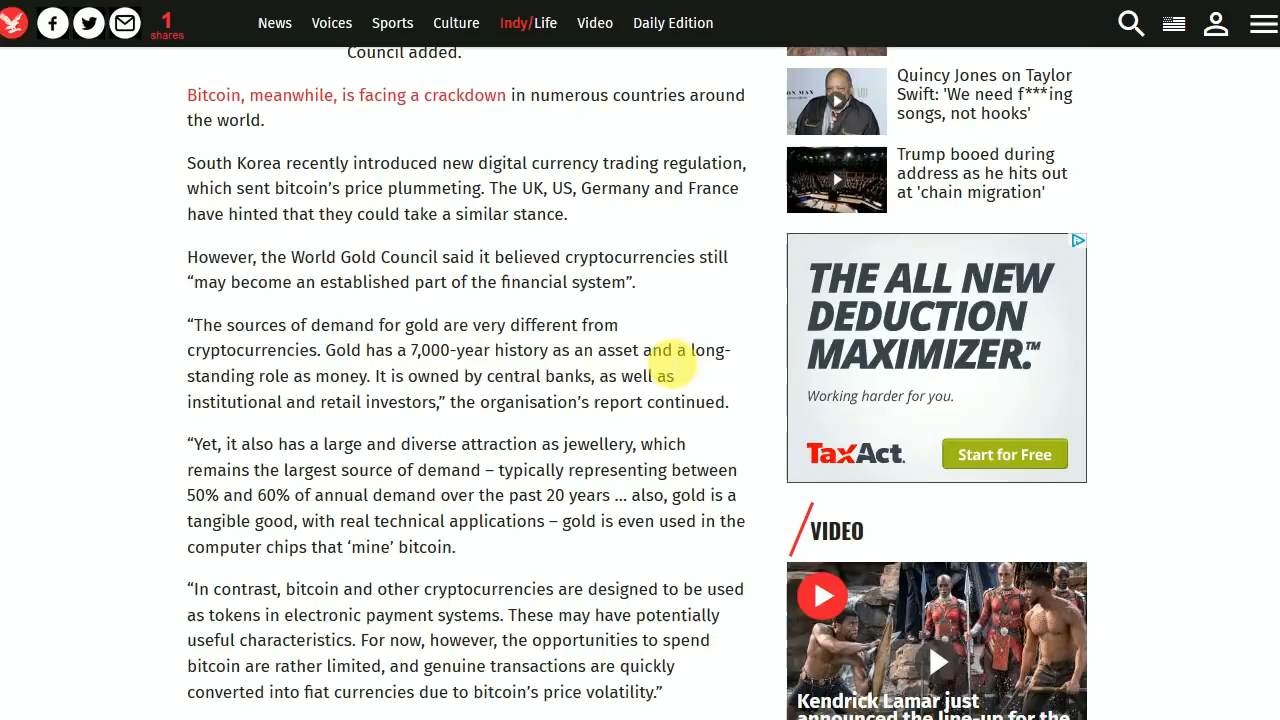 1
shares
News
Voices
Sports
Culture
Indy/Life
Video
Daily Edition
Council added.
Bitcoin, meanwhile, is facing a crackdown in numerous countries around
the world.
South Korea recently introduced new digital currency trading regulation,
which sent bitcoin’s price plummeting. The UK, US, Germany and France
have hinted that they could take a similar stance.
However, the World Gold Council said it believed cryptocurrencies still
“may become an established part of the financial system”.
“The sources of demand for gold are very different from
cryptocurrencies. Gold has a 7,000-year history as an asset and a long-
standing role as money. It is owned by central banks, as well as
institutional and retail investors,” the organisation’s report continued.
“Yet, it also has a large and diverse attraction as jewellery, which
remains the largest source of demand – typically representing between
50% and 60% of annual demand over the past 20 years ... also, gold is a
tangible good, with real technical applications – gold is even used in the
computer chips that ‘mine’ bitcoin.
“In contrast, bitcoin and other cryptocurrencies are designed to be used
as tokens in electronic payment systems. These may have potentially
useful characteristics. For now, however, the opportunities to spend
bitcoin are rather limited, and genuine transactions are quickly
converted into fiat currencies due to bitcoin’s price volatility.”
Quincy Jones on Taylor
Swift: 'We need f***ing
songs, not hooks'
Trump booed during
address as he hits out
at 'chain migration'
THE ALL NEW
DEDUCTION
MAXIMIZER.™
Working harder for you.
TaxAct.
Start for Free
VIDEO
Kendrick Lamar just
announced the line-up for the